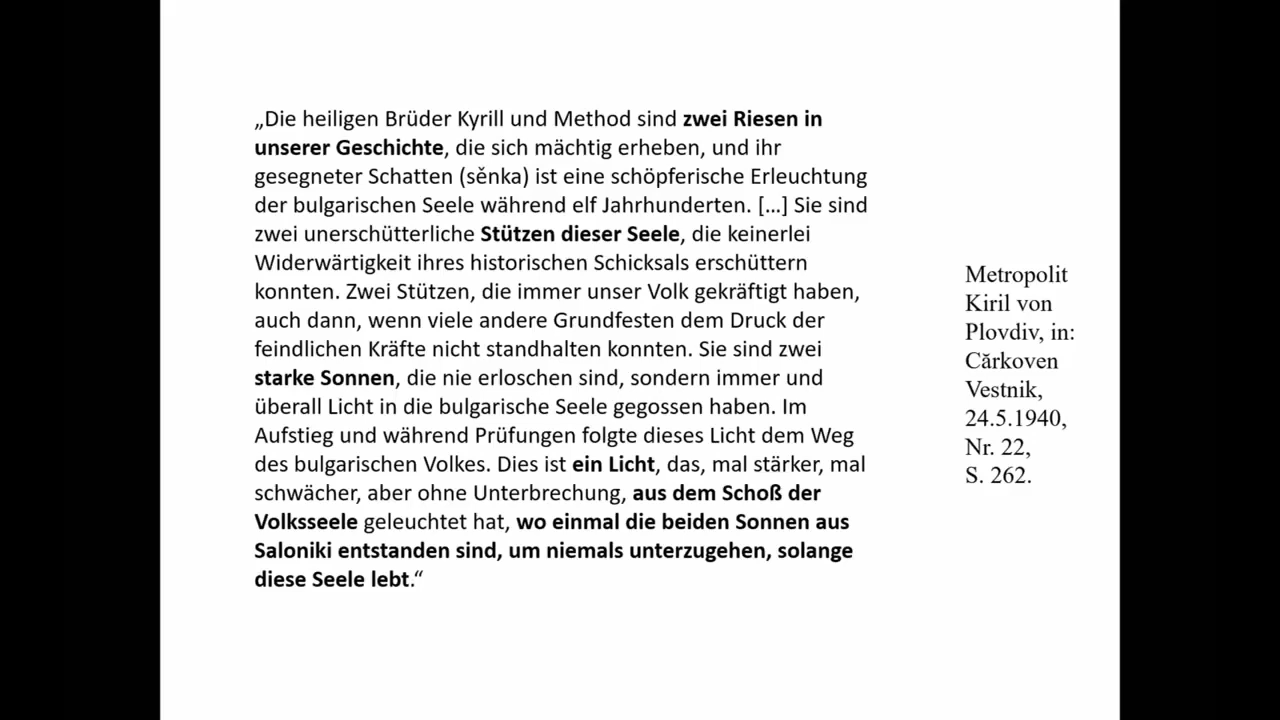 „Die heiligen Brüder Kyrill und Method sind zwei Riesen in
unserer Geschichte, die sich mächtig erheben, und ihr
gesegneter Schatten (sěnka) ist eine schöpferische Erleuchtung
der bulgarischen Seele während elf Jahrhunderten. […] Sie sind
zwei unerschütterliche Stützen dieser Seele, die keinerlei
Widerwärtigkeit ihres historischen Schicksals erschüttern
konnten. Zwei Stützen, die immer unser Volk gekräftigt haben,
auch dann, wenn viele andere Grundfesten dem Druck der
feindlichen Kräfte nicht standhalten konnten. Sie sind zwei
starke Sonnen, die nie erloschen sind, sondern immer und
überall Licht in die bulgarische Seele gegossen haben. Im
Aufstieg und während Prüfungen folgte dieses Licht dem Weg
des bulgarischen Volkes. Dies ist ein Licht, das, mal stärker, mal
schwächer, aber ohne Unterbrechung, aus dem Schoß der
Volksseele geleuchtet hat, wo einmal die beiden Sonnen aus
Saloniki entstanden sind, um niemals unterzugehen, solange
diese Seele lebt.“
Metropolit
Kiril von
Plovdiv, in:
Cărkoven
Vestnik,
24.5.1940,
Nr. 22,
S. 262.